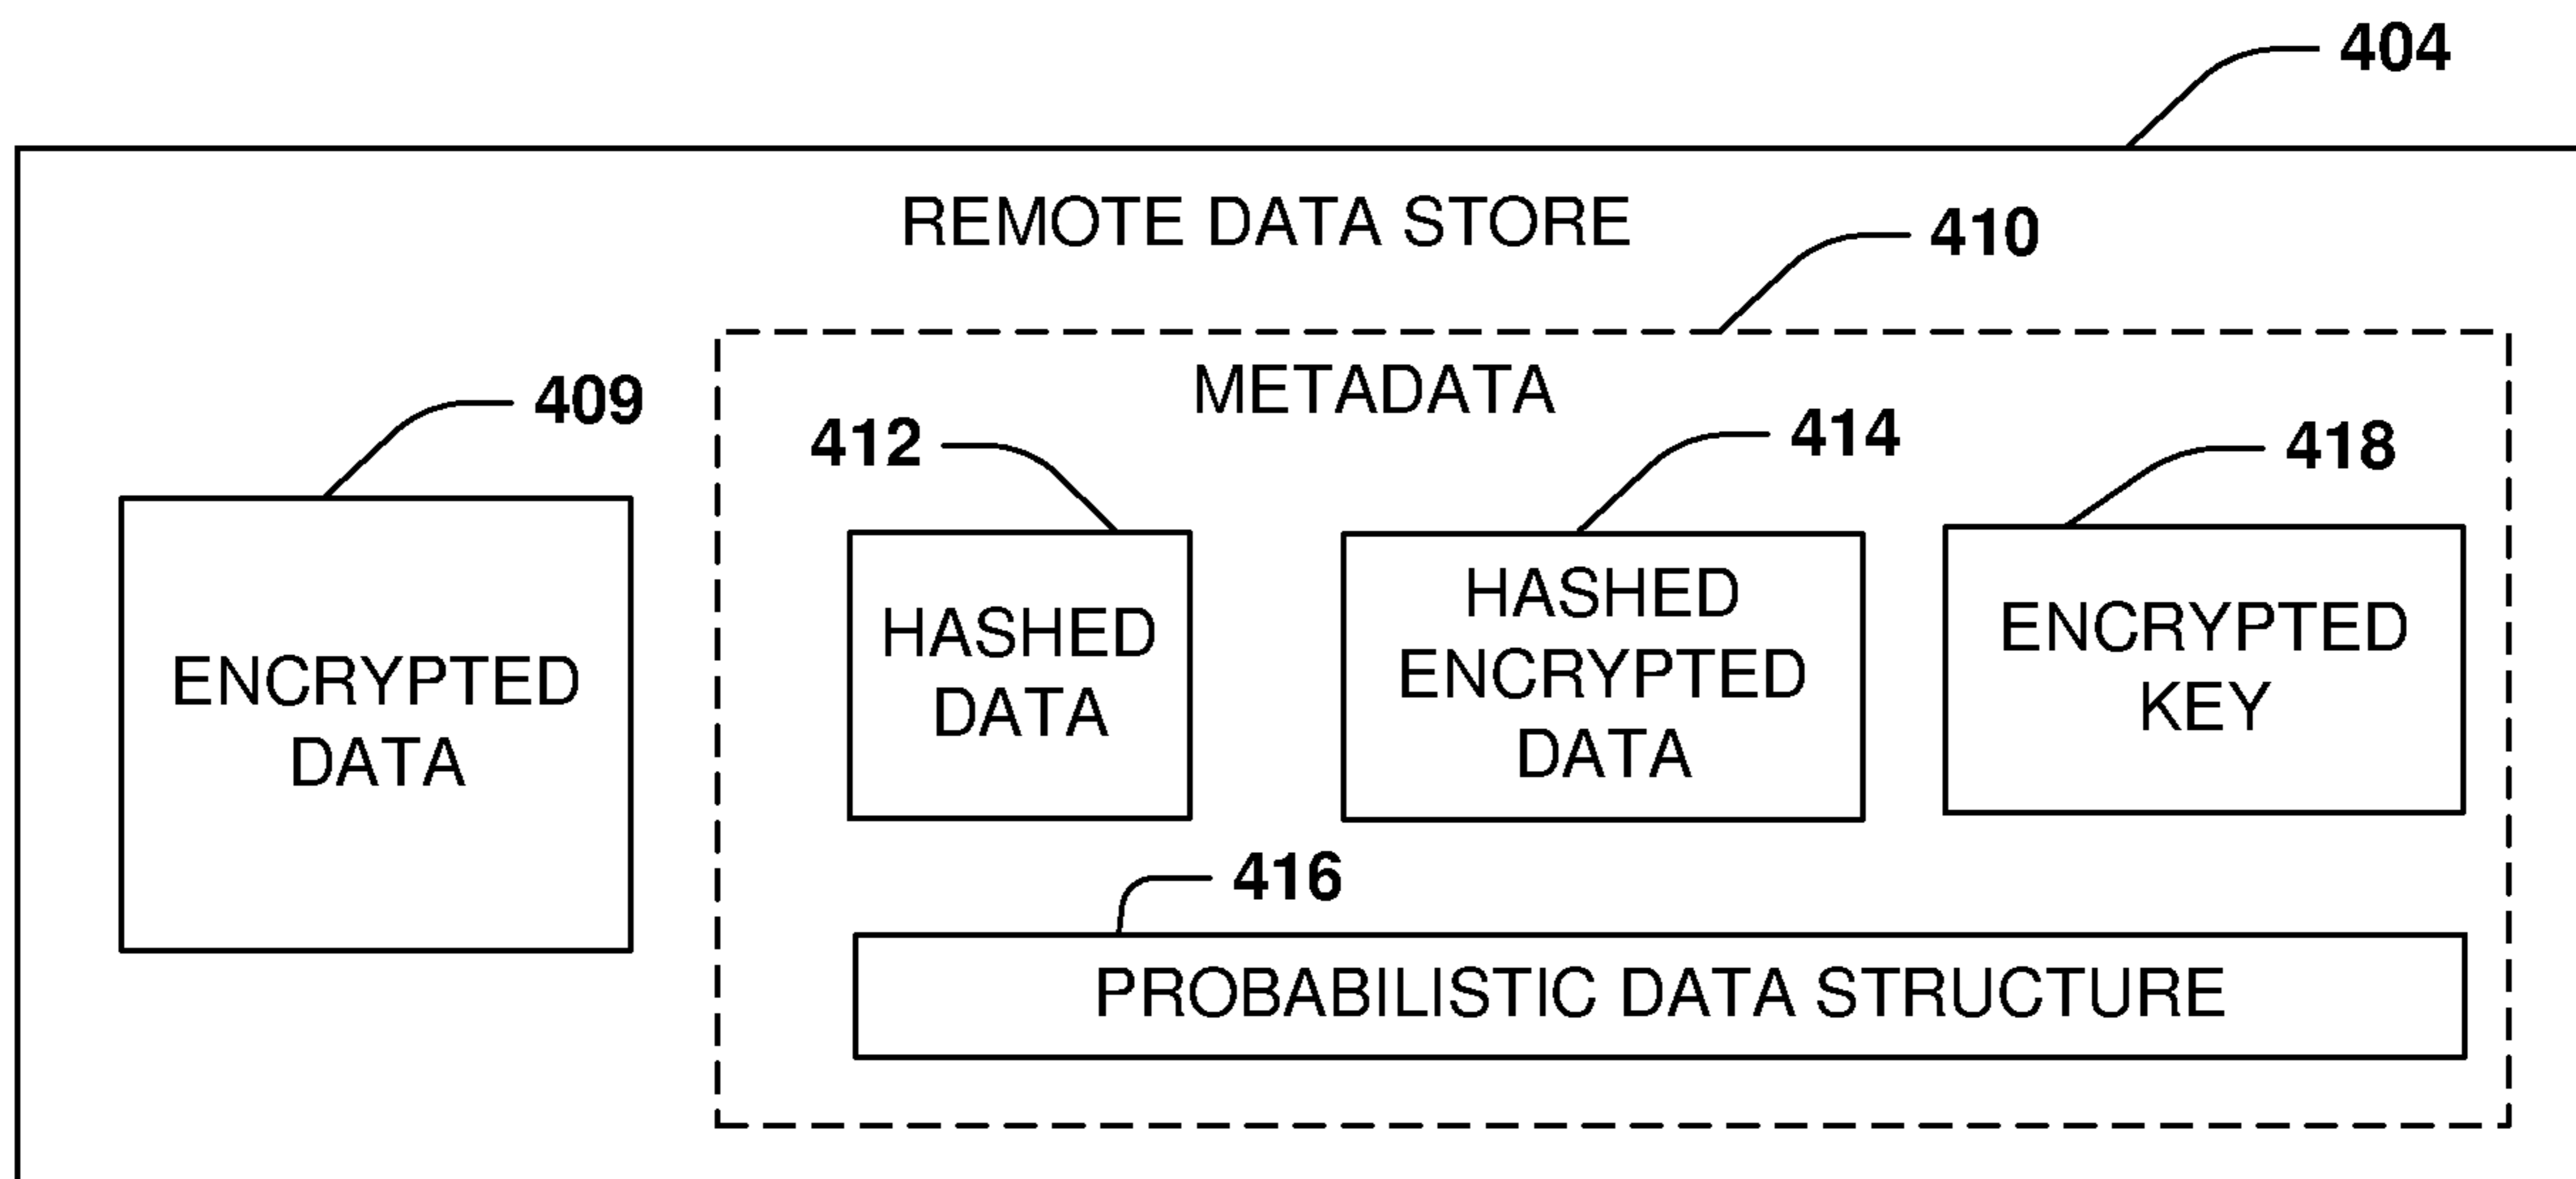 404
REMOTE DATA STORE
410
METADATA
409
412
414
418
ENCRYPTED
DATA
HASHED
DATA
HASHED
ENCRYPTED
DATA
ENCRYPTED
KEY
416
PROBABILISTIC DATA STRUCTURE